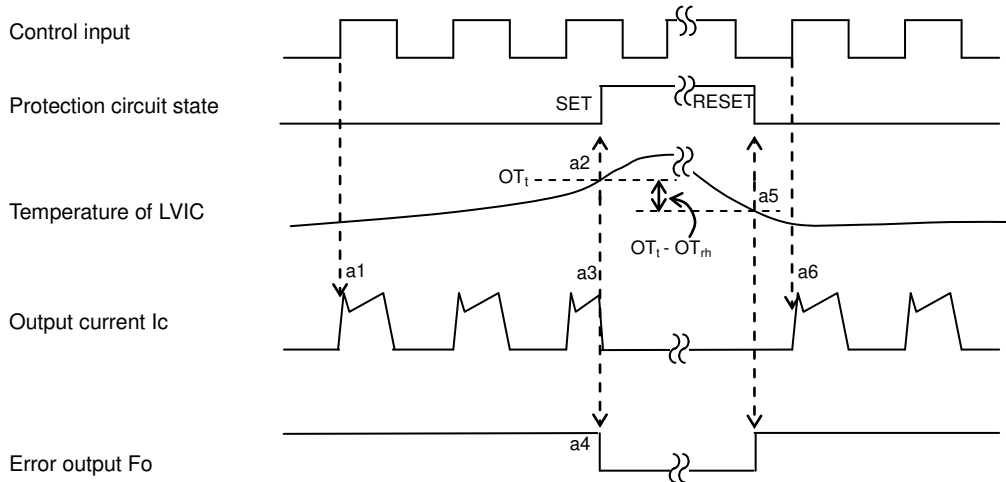 Control input
Protection circuit state
SET
RESET
a2
OTt
a5
Temperature of LVIC
OTt - OTrh
a1
a3
a6
Output current Ic
a4
Error output Fo